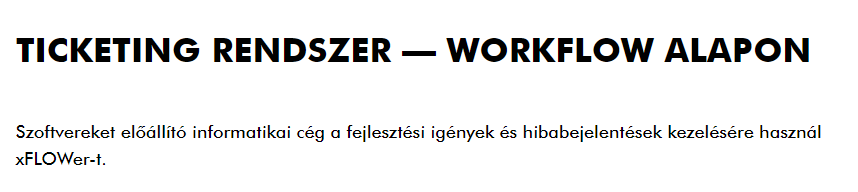 TICKETING RENDSZER — WORKFLOW ALAPON
Szoftvereket előállító informatikai cég a fejlesztési igények és hibabejelentések kezelésére használ
xFLOWer-t.